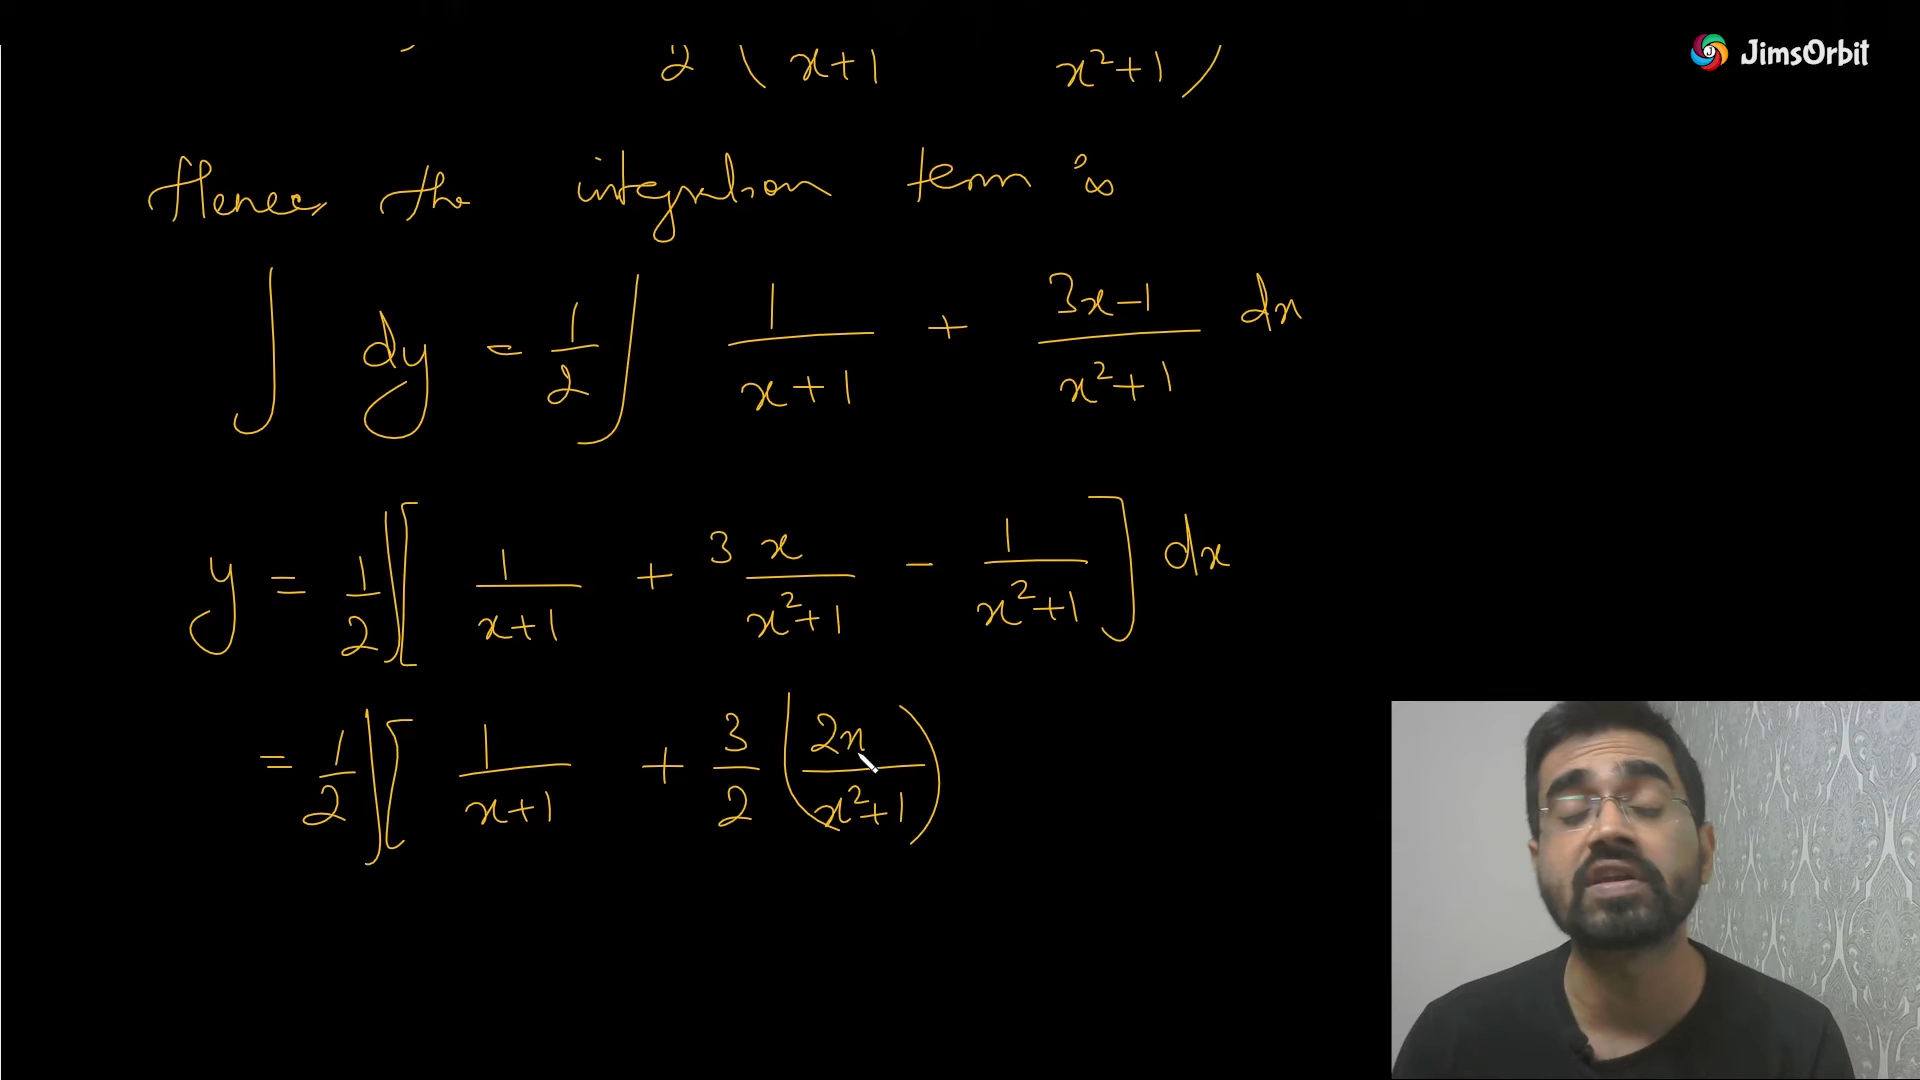 JimsOrbit
2 ( x+1 x²+1 )
Hence, the integration term is
∫ dy = 1/2 ∫ 1/(x+1) + (3x-1)/(x²+1) dx
y = 1/2 ∫ [ 1/(x+1) + 3 x/(x²+1) - 1/(x²+1) ] dx
= 1/2 ∫ [ 1/(x+1) + 3/2 ( 2x/(x²+1) )